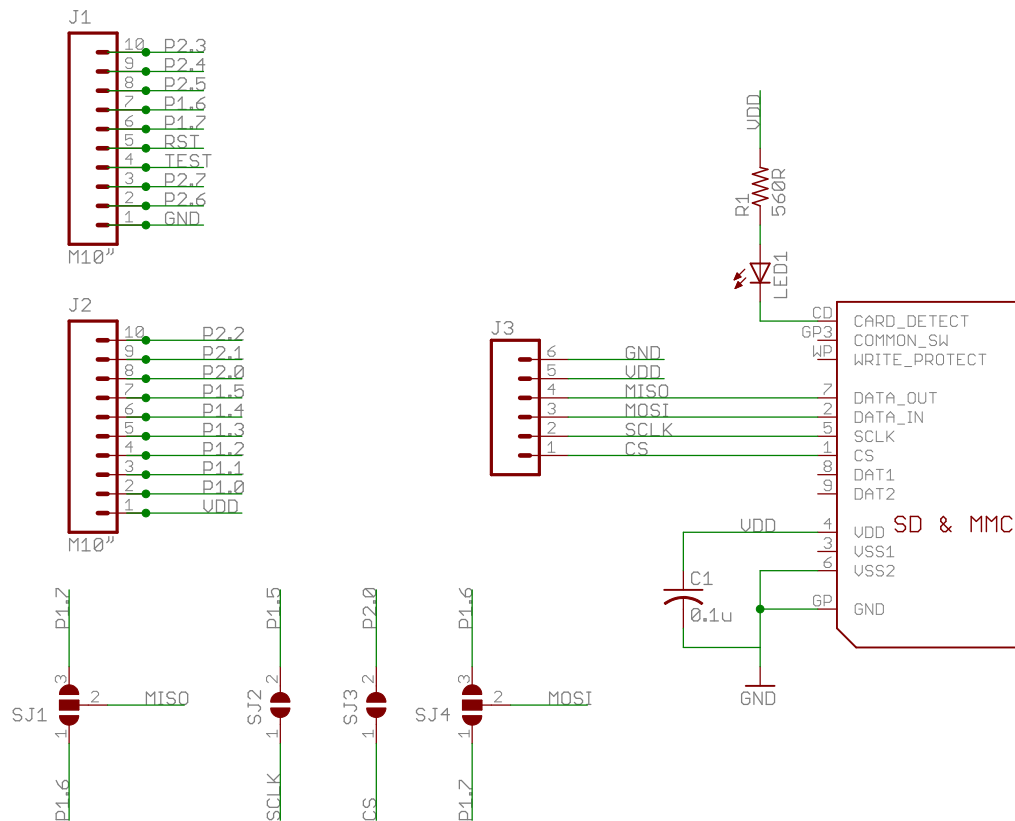 J1
10 P2.3
9 P2.4
8 P2.5
7 P1.6
6 P1.7
5 RST
4 TEST
3 P2.7
2 P2.6
1 GND
M10"
J2
10 P2.2
9 P2.1
8 P2.0
7 P1.5
6 P1.4
5 P1.3
4 P1.2
3 P1.1
2 P1.0
1 VDD
M10"
VDD
R1
560R
LED1
J3
6 GND
5 VDD
4 MISO
3 MOSI
2 SCLK
1 CS
CD CARD_DETECT
GP3 COMMON_SW
WP WRITE_PROTECT
7 DATA_OUT
2 DATA_IN
5 SCLK
1 CS
8 DAT1
9 DAT2
SD & MMC
VDD
4 VDD
3 VSS1
6 VSS2
GP GND
C1
0.1u
GND
P1.7
3
SJ1
2 MISO
1
P1.6
P1.5
2
SJ2
1
SCLK
P2.0
2
SJ3
1
CS
P1.6
3
SJ4
2 MOSI
1
P1.7